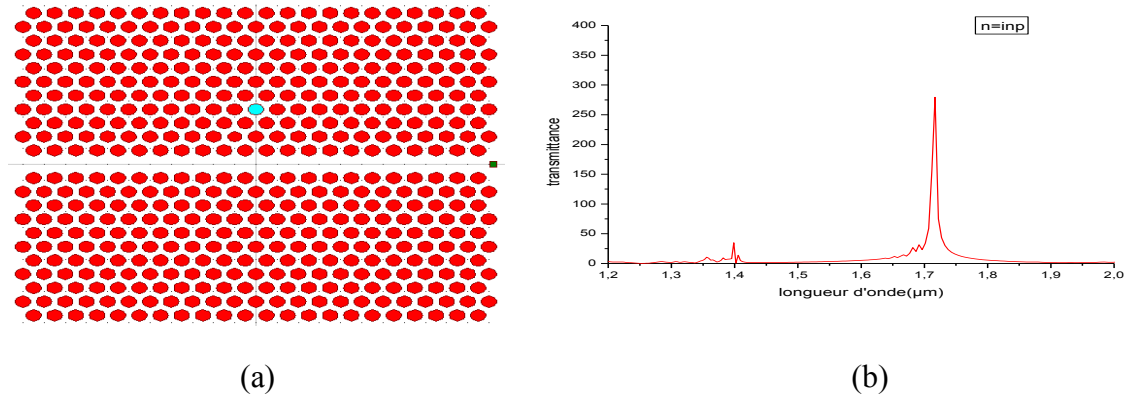 400
350
300
250
200
150
100
50
0
transmittance
n=inp
1,2 1,3 1,4 1,5 1,6 1,7 1,8 1,9 2,0
longueur d'onde(µm)
(a)
(b)